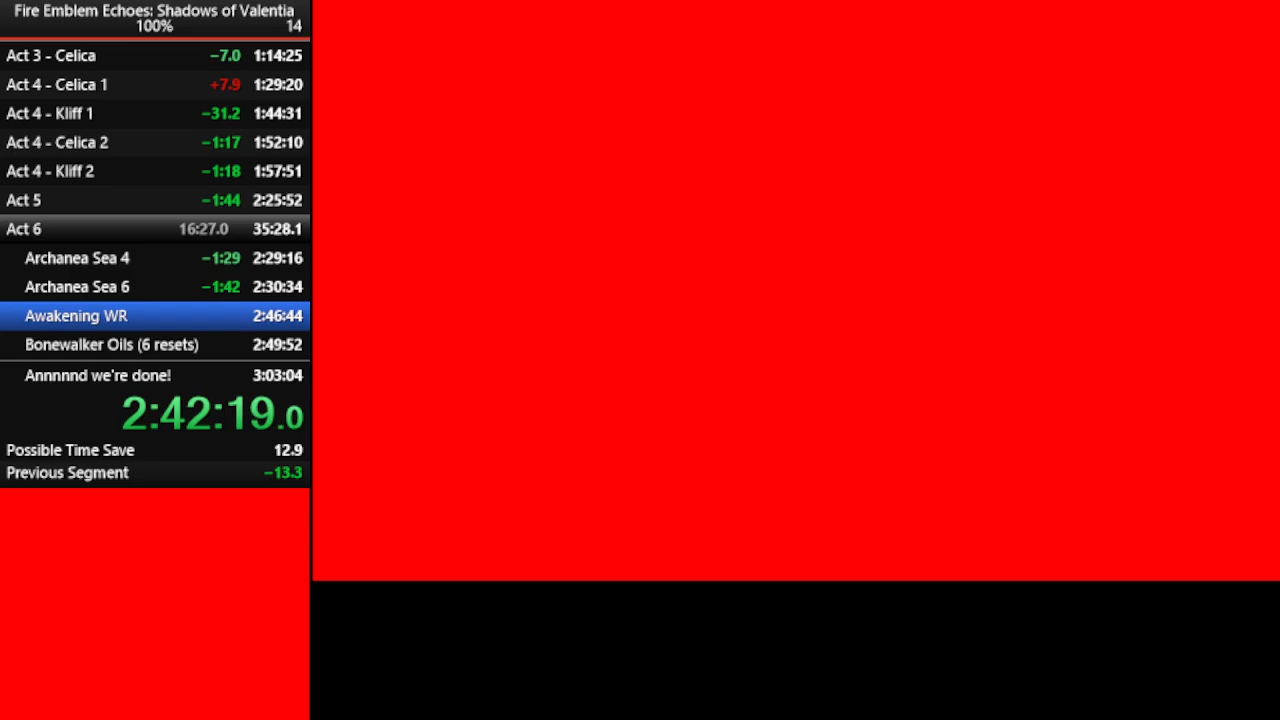 Fire Emblem Echoes: Shadows of Valentia
100% 14
Act 3 - Celica −7.0 1:14:25
Act 4 - Celica 1 +7.9 1:29:20
Act 4 - Kliff 1 −31.2 1:44:31
Act 4 - Celica 2 −1:17 1:52:10
Act 4 - Kliff 2 −1:18 1:57:51
Act 5 −1:44 2:25:52
Act 6 16:27.0 35:28.1
Archanea Sea 4 −1:29 2:29:16
Archanea Sea 6 −1:42 2:30:34
Awakening WR 2:46:44
Bonewalker Oils (6 resets) 2:49:52
Annnnnd we're done! 3:03:04
2:42:19.0
Possible Time Save 12.9
Previous Segment −13.3